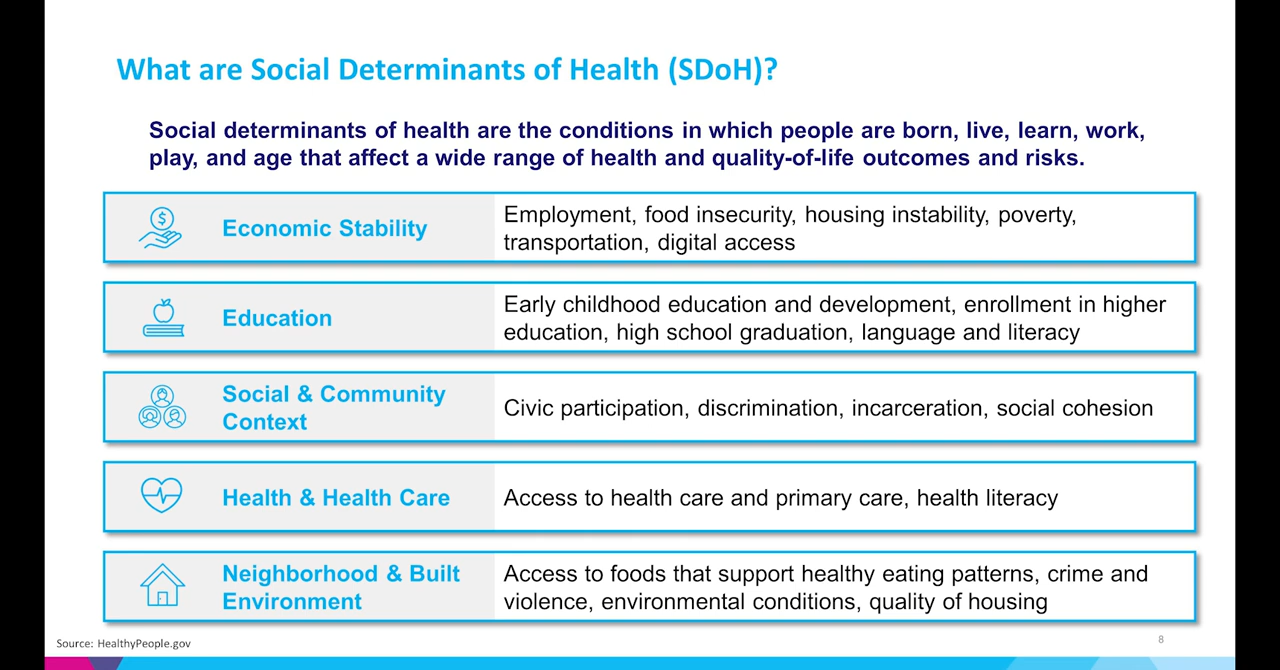 What are Social Determinants of Health (SDoH)?
Social determinants of health are the conditions in which people are born, live, learn, work,
play, and age that affect a wide range of health and quality-of-life outcomes and risks.
$
Economic Stability
Employment, food insecurity, housing instability, poverty,
transportation, digital access
Education
Early childhood education and development, enrollment in higher
education, high school graduation, language and literacy
Social & Community
Context
Civic participation, discrimination, incarceration, social cohesion
Health & Health Care
Access to health care and primary care, health literacy
Neighborhood & Built
Environment
Access to foods that support healthy eating patterns, crime and
violence, environmental conditions, quality of housing
Source: HealthyPeople.gov
8